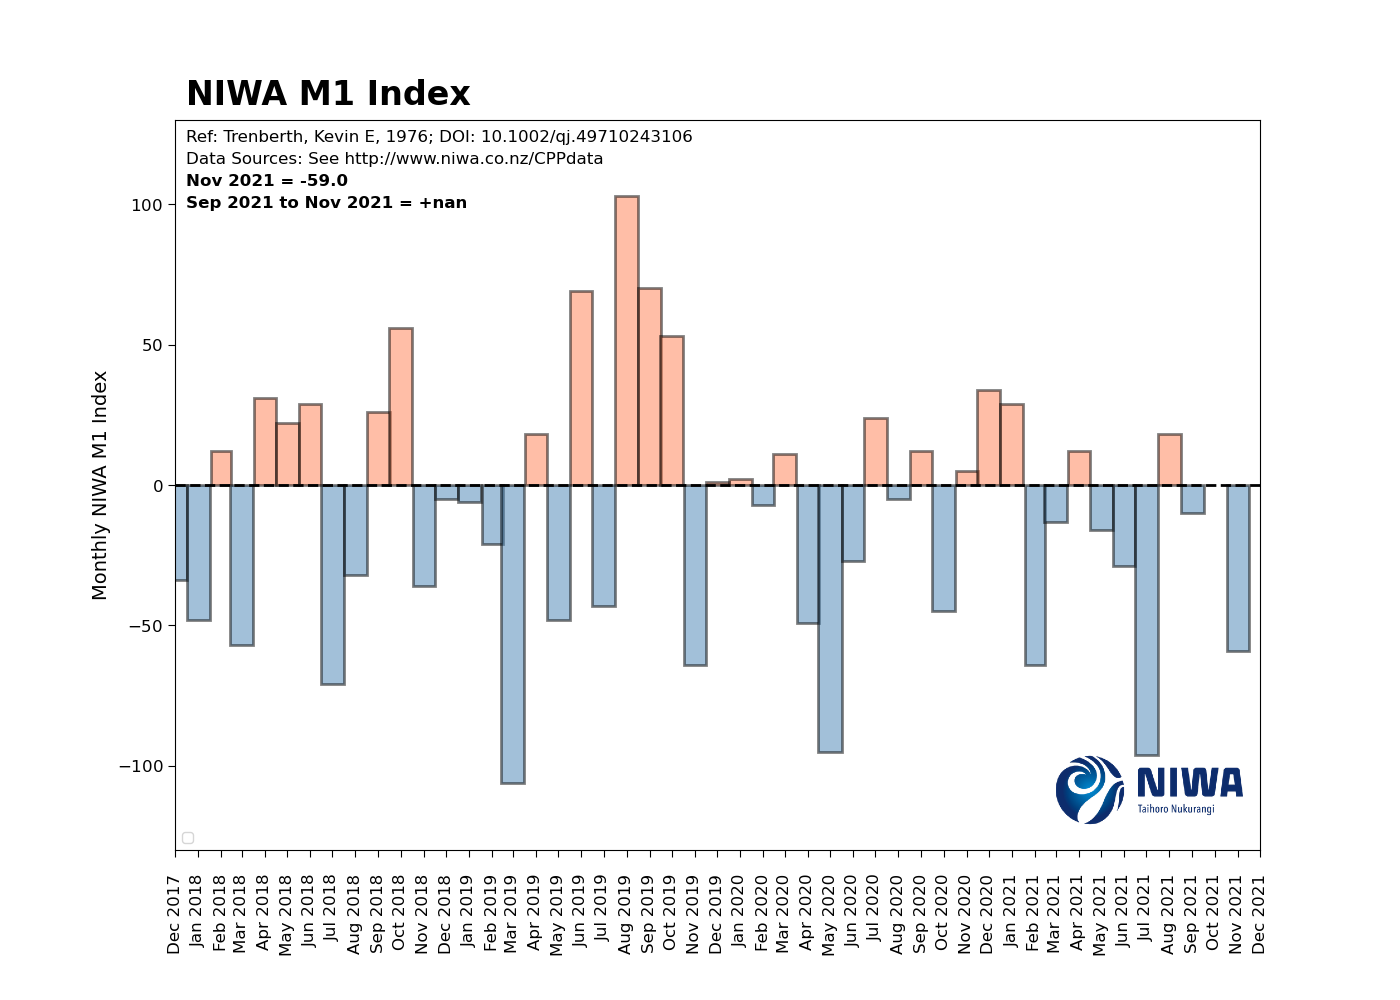 NIWA M1 Index
Ref: Trenberth, Kevin E, 1976; DOI: 10.1002/qj.49710243106
Data Sources: See http://www.niwa.co.nz/CPPdata
Nov 2021 = -59.0
Sep 2021 to Nov 2021 = +nan
Monthly NIWA M1 Index
100
50
0
−50
−100
NIWA
Taihoro Nukurangi
Dec 2017
Jan 2018
Feb 2018
Mar 2018
Apr 2018
May 2018
Jun 2018
Jul 2018
Aug 2018
Sep 2018
Oct 2018
Nov 2018
Dec 2018
Jan 2019
Feb 2019
Mar 2019
Apr 2019
May 2019
Jun 2019
Jul 2019
Aug 2019
Sep 2019
Oct 2019
Nov 2019
Dec 2019
Jan 2020
Feb 2020
Mar 2020
Apr 2020
May 2020
Jun 2020
Jul 2020
Aug 2020
Sep 2020
Oct 2020
Nov 2020
Dec 2020
Jan 2021
Feb 2021
Mar 2021
Apr 2021
May 2021
Jun 2021
Jul 2021
Aug 2021
Sep 2021
Oct 2021
Nov 2021
Dec 2021